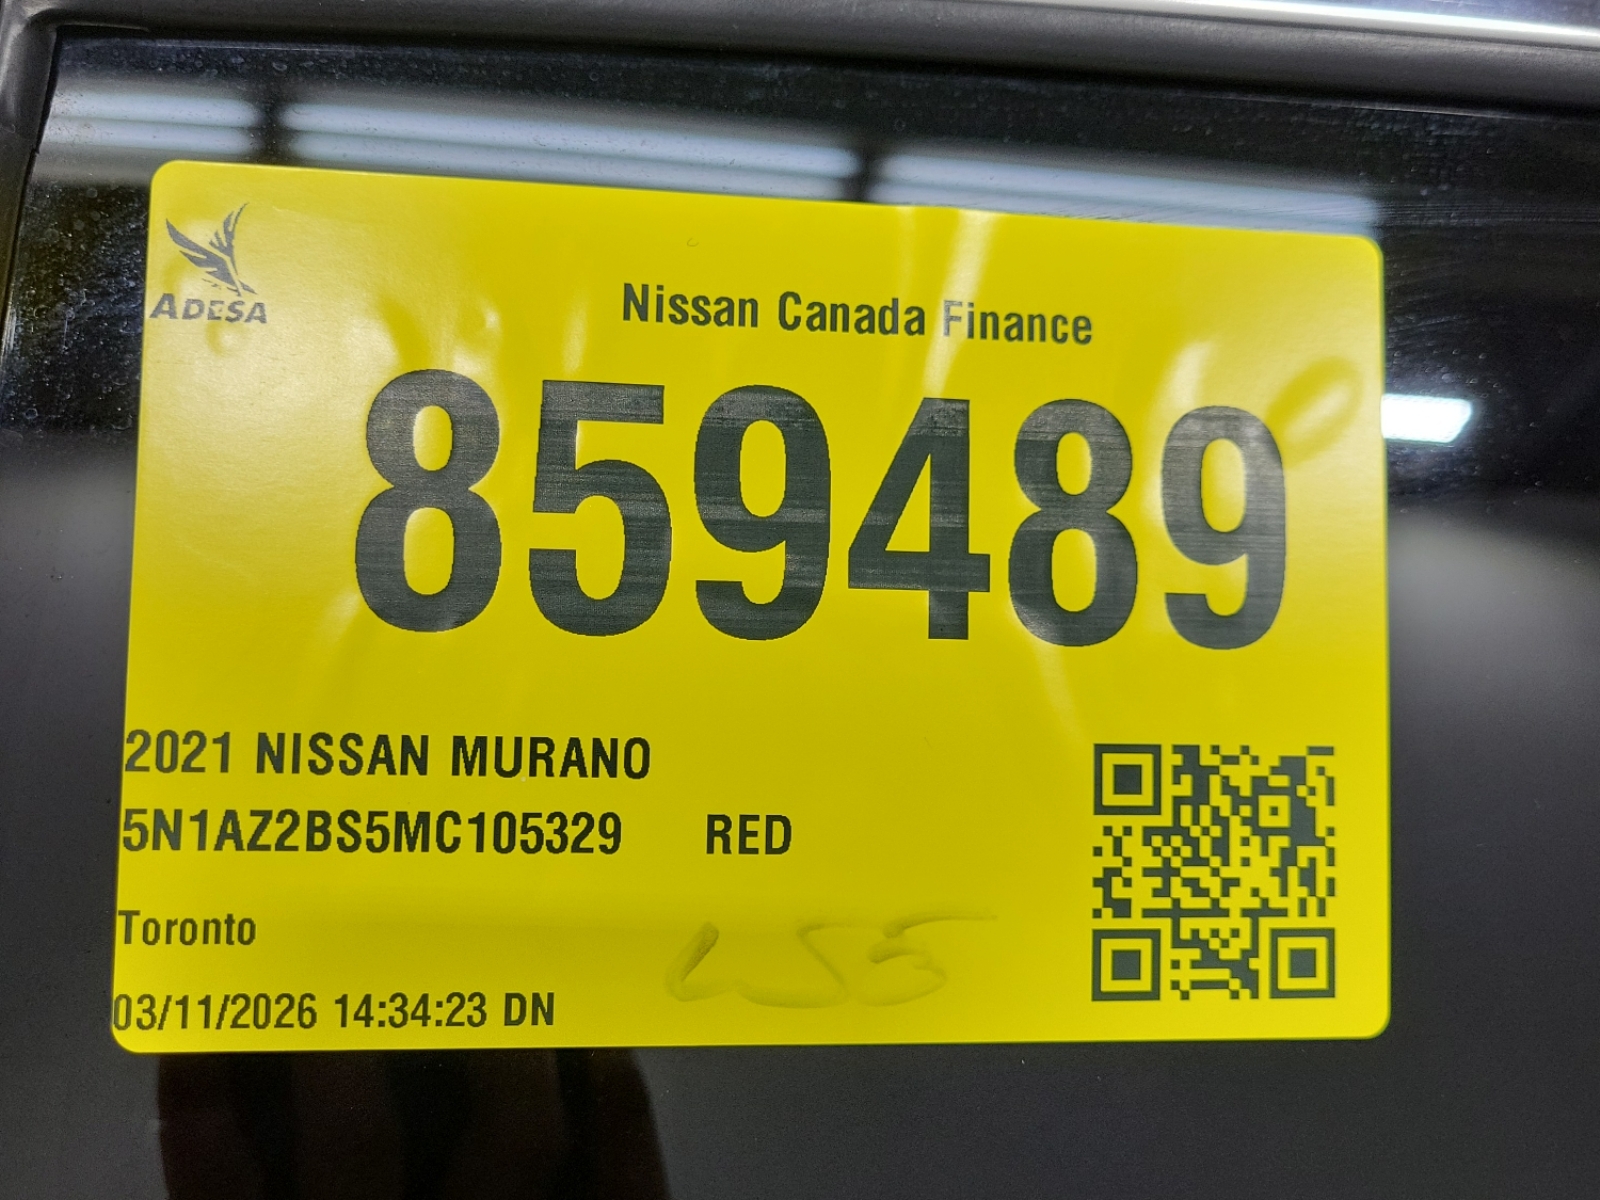 ADESA
Nissan Canada Finance
859489
2021 NISSAN MURANO
5N1AZ2BS5MC105329 RED
Toronto
03/11/2026 14:34:23 DN